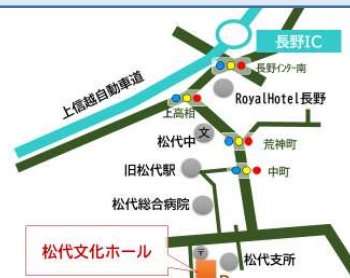 長野IC
長野インター南
上信越自動車道
RoyalHotel長野
上高相
松代中
文
荒神町
旧松代駅
中町
松代総合病院
松代文化ホール
〒
松代支所
P